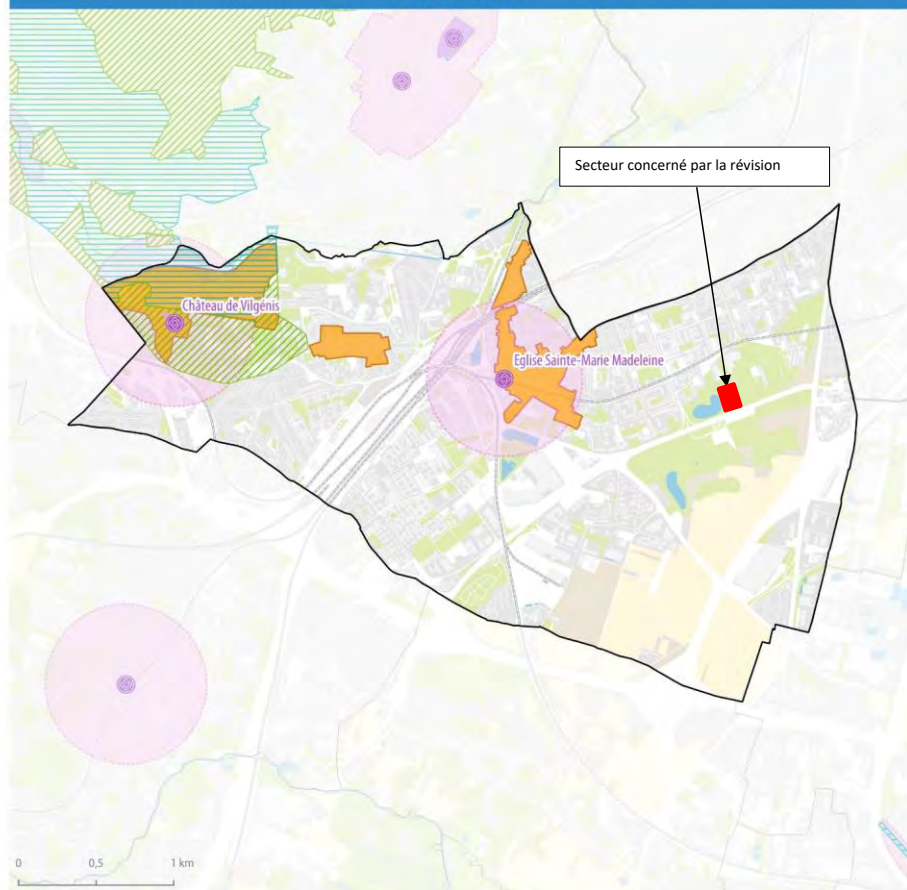 Secteur concerné par la révision
Château de Vilgénis
Eglise Sainte-Marie Madeleine
0 0,5 1 km